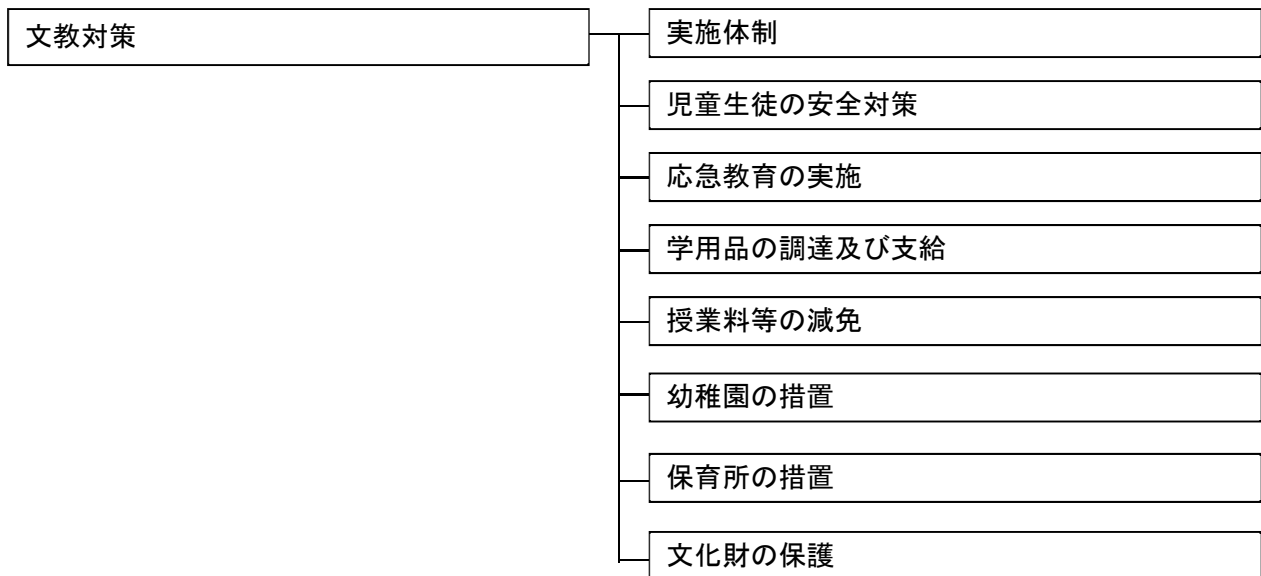 文教対策
実施体制
児童生徒の安全対策
応急教育の実施
学用品の調達及び支給
授業料等の減免
幼稚園の措置
保育所の措置
文化財の保護